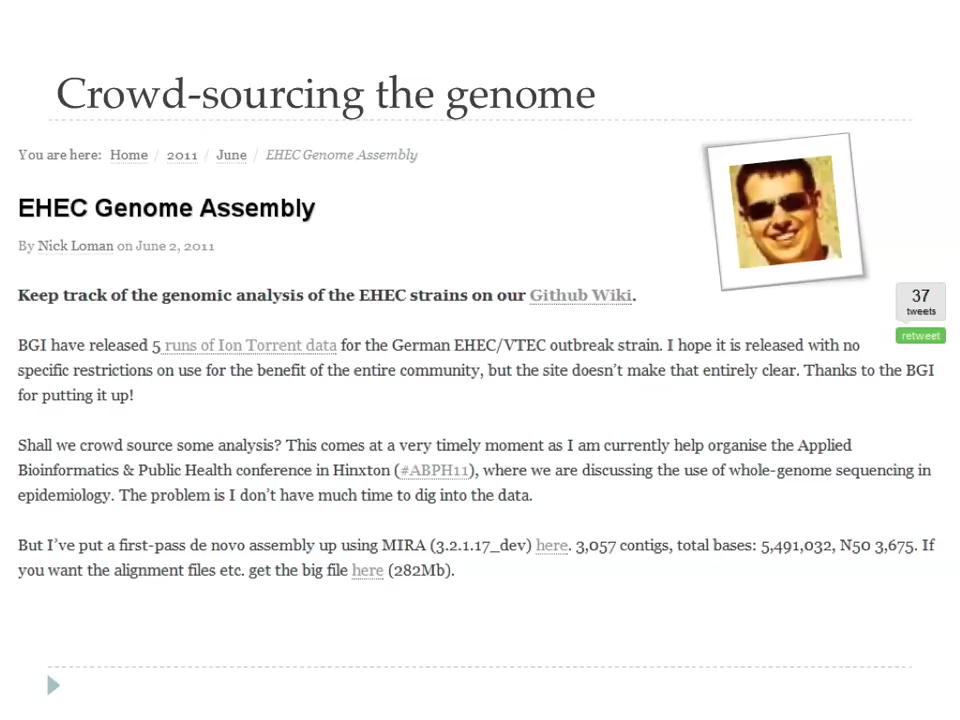 Crowd-sourcing the genome
You are here: Home / 2011 / June / EHEC Genome Assembly
EHEC Genome Assembly
By Nick Loman on June 2, 2011
Keep track of the genomic analysis of the EHEC strains on our Github Wiki.
37
tweets
retweet
BGI have released 5 runs of Ion Torrent data for the German EHEC/VTEC outbreak strain. I hope it is released with no
specific restrictions on use for the benefit of the entire community, but the site doesn't make that entirely clear. Thanks to the BGI
for putting it up!
Shall we crowd source some analysis? This comes at a very timely moment as I am currently help organise the Applied
Bioinformatics & Public Health conference in Hinxton (#ABPH11), where we are discussing the use of whole-genome sequencing in
epidemiology. The problem is I don't have much time to dig into the data.
But I've put a first-pass de novo assembly up using MIRA (3.2.1.17_dev) here. 3,057 contigs, total bases: 5,491,032, N50 3,675. If
you want the alignment files etc. get the big file here (282Mb).